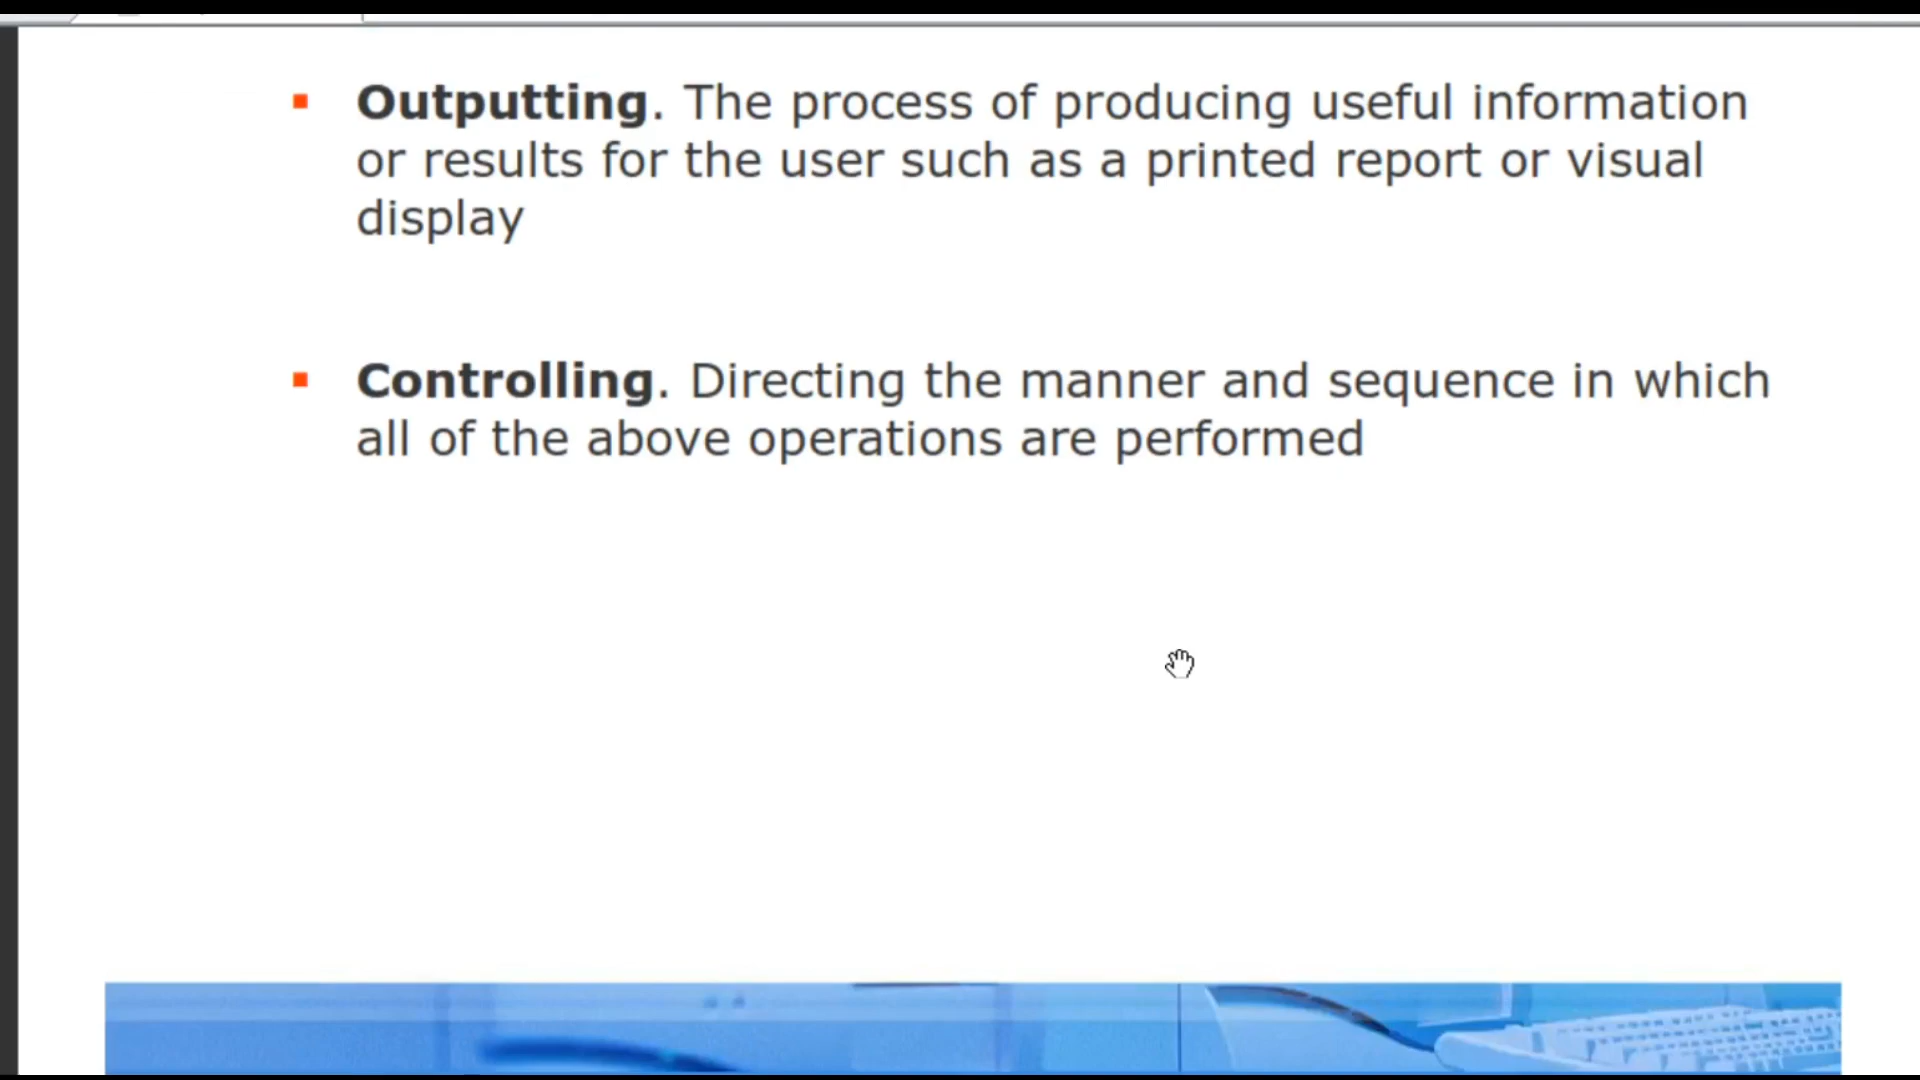 Outputting. The process of producing useful information
or results for the user such as a printed report or visual
display
Controlling. Directing the manner and sequence in which
all of the above operations are performed